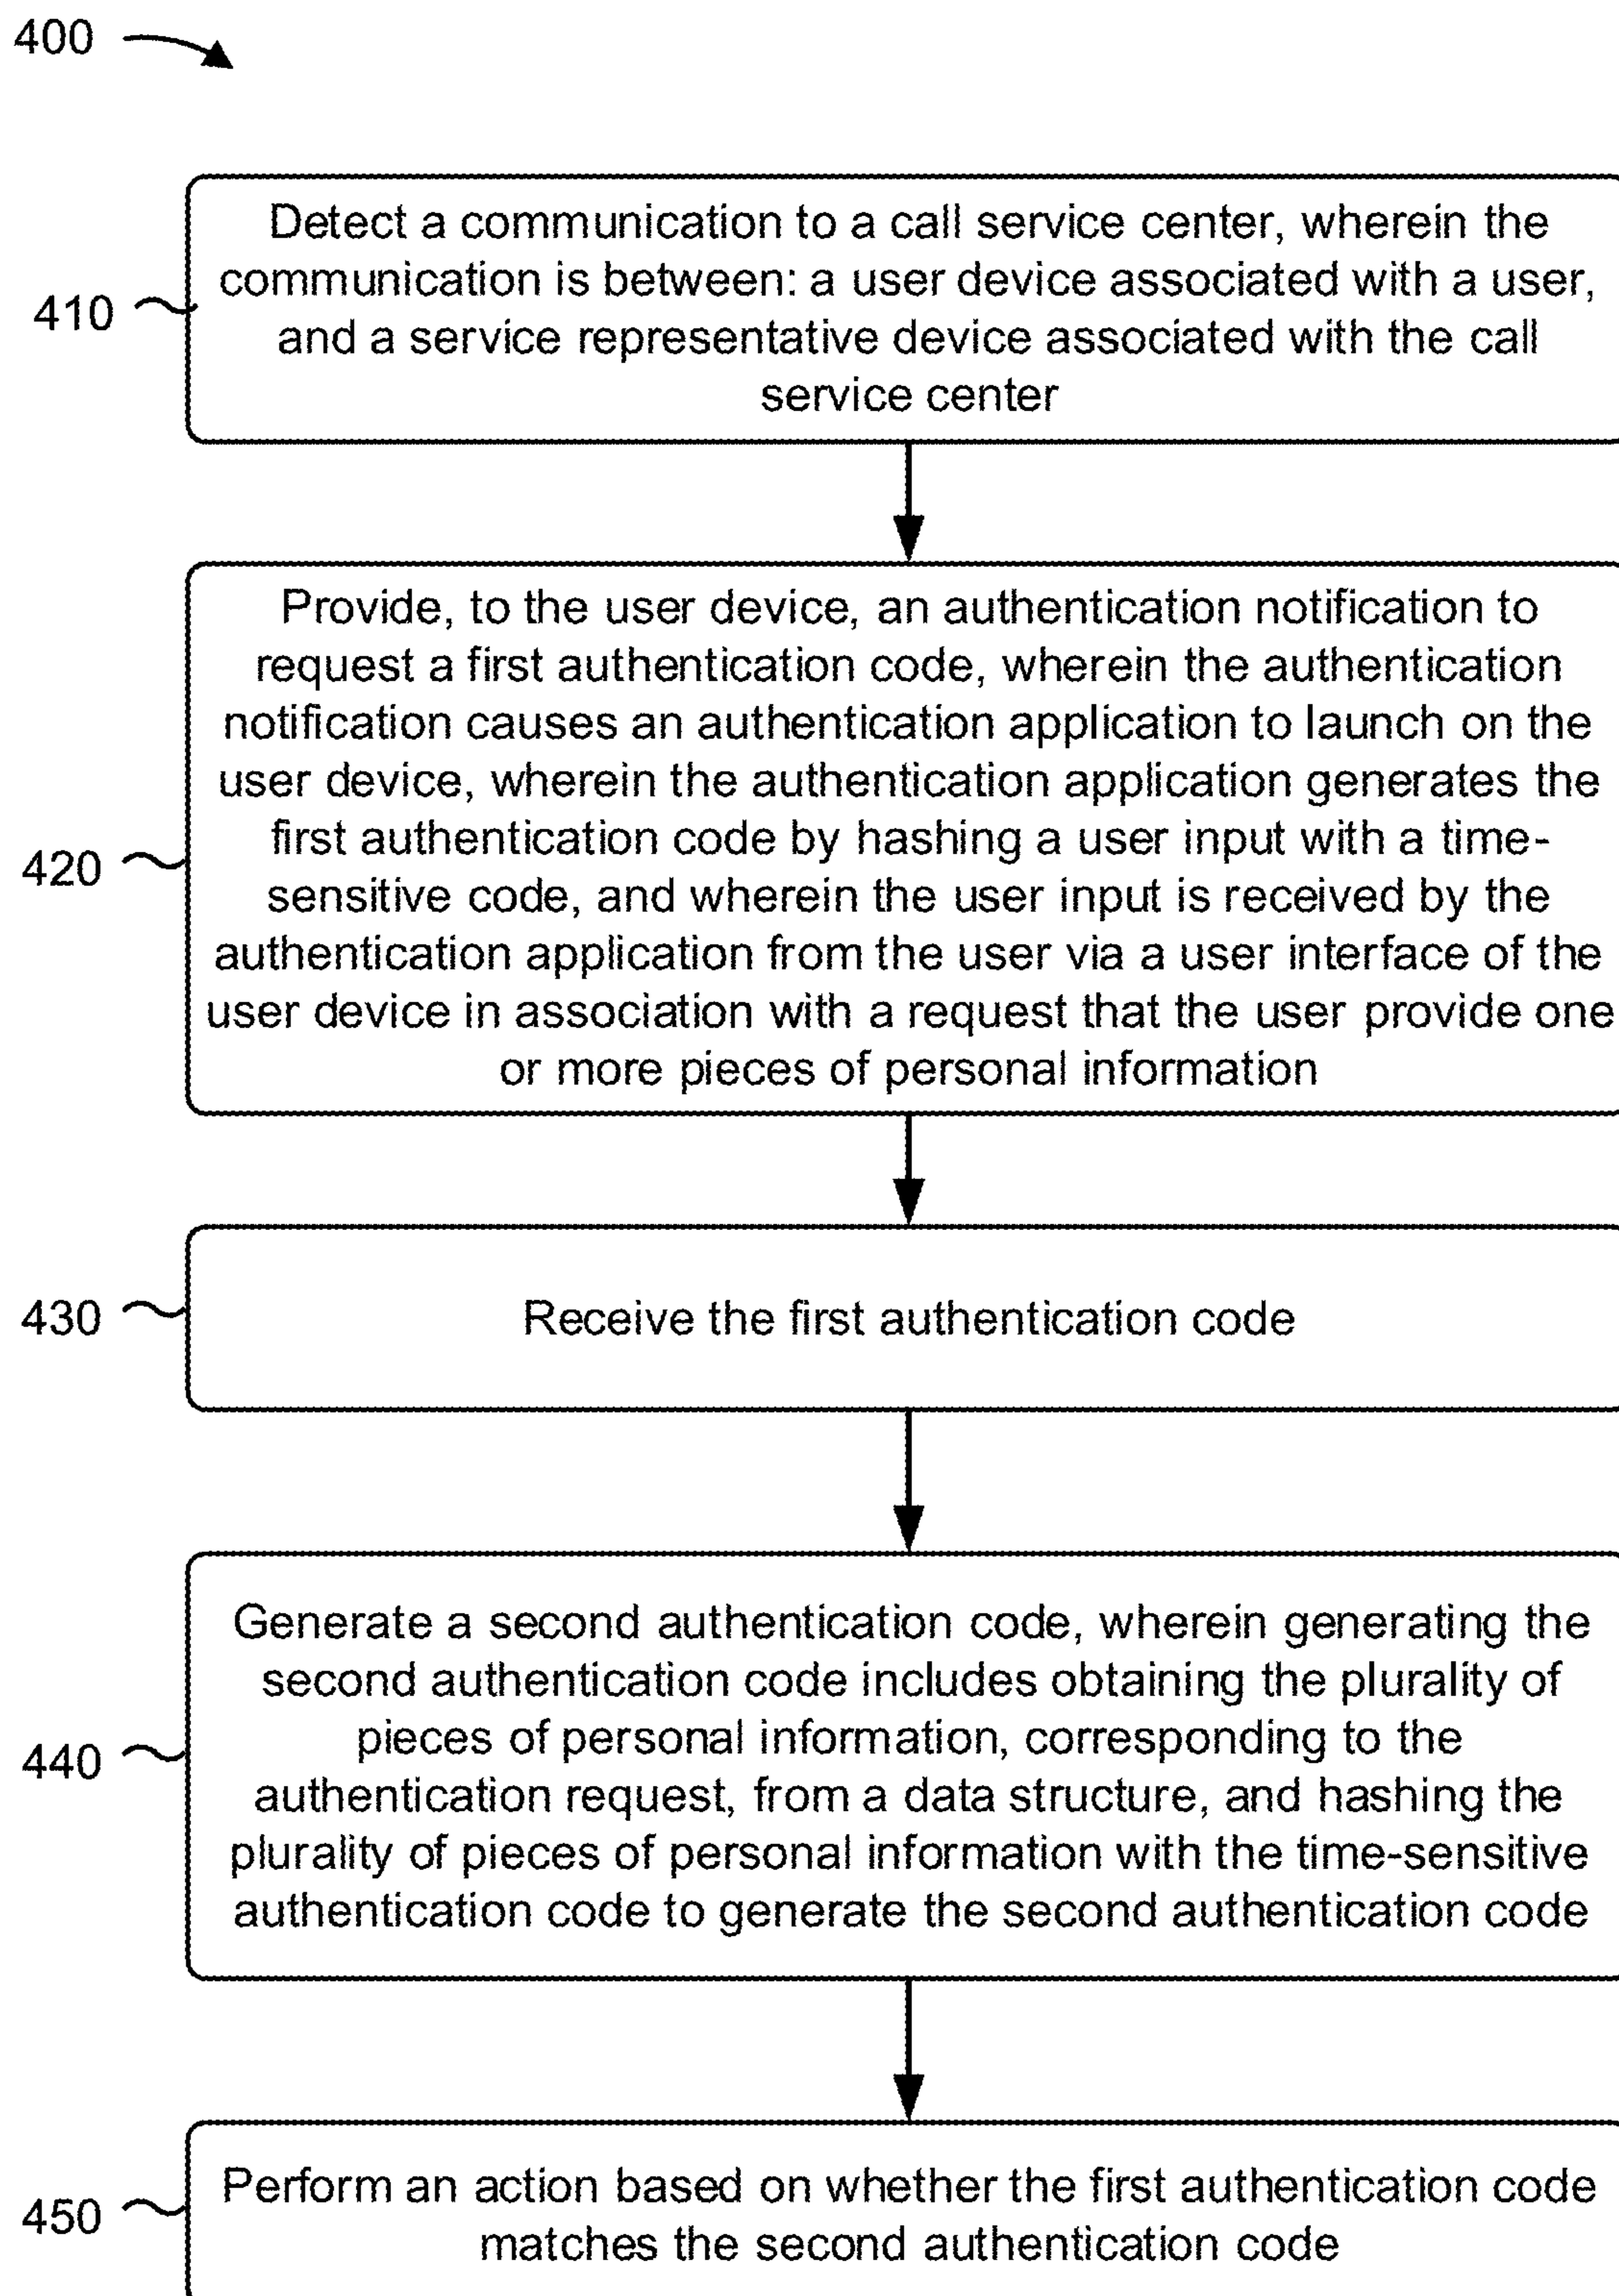 400
410
Detect a communication to a call service center, wherein the
communication is between: a user device associated with a user,
and a service representative device associated with the call
service center
420
Provide, to the user device, an authentication notification to
request a first authentication code, wherein the authentication
notification causes an authentication application to launch on the
user device, wherein the authentication application generates the
first authentication code by hashing a user input with a time-
sensitive code, and wherein the user input is received by the
authentication application from the user via a user interface of the
user device in association with a request that the user provide one
or more pieces of personal information
430
Receive the first authentication code
440
Generate a second authentication code, wherein generating the
second authentication code includes obtaining the plurality of
pieces of personal information, corresponding to the
authentication request, from a data structure, and hashing the
plurality of pieces of personal information with the time-sensitive
authentication code to generate the second authentication code
450
Perform an action based on whether the first authentication code
matches the second authentication code